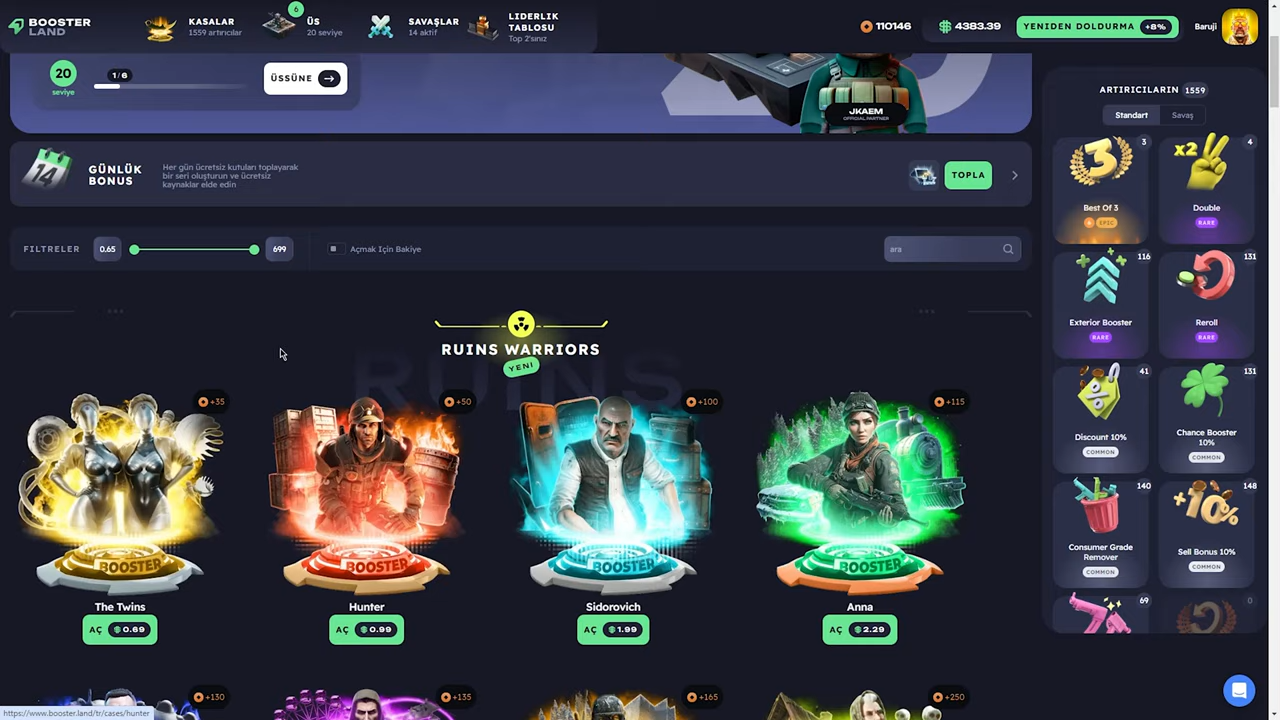 BOOSTER
LAND
KASALAR
1559 artırıcılar
6
ÜS
20 seviye
SAVAŞLAR
14 aktif
LIDERLIK
TABLOSU
Top 2'sınız
110146
4383.39
YENIDEN DOLDURMA +8%
Baruji
20
seviye
1/6
ÜSSÜNE
JKAEM
OFFICIAL PARTNER
14
GÜNLÜK
BONUS
Her gün ücretsiz kutuları toplayarak
bir seri oluşturun ve ücretsiz
kaynaklar elde edin
TOPLA
FILTRELER
0.65
699
Açmak Için Bakiye
ara
RUINS
RUINS WARRIORS
YENI
+35
+50
+100
+115
BOOSTER
BOOSTER
BOOSTER
BOOSTER
The Twins
Hunter
Sidorovich
Anna
AÇ 0.69
AÇ 0.99
AÇ 1.99
AÇ 2.29
+130
+135
+165
+250
ARTIRICILARIN 1559
Standart
Savaş
3
3
Best Of 3
EPIC
4
x2
Double
RARE
116
Exterior Booster
RARE
131
Reroll
RARE
41
%
Discount 10%
COMMON
131
Chance Booster
10%
COMMON
140
Consumer Grade
Remover
COMMON
148
+10%
Sell Bonus 10%
COMMON
69
0
https://www.booster.land/tr/cases/hunter